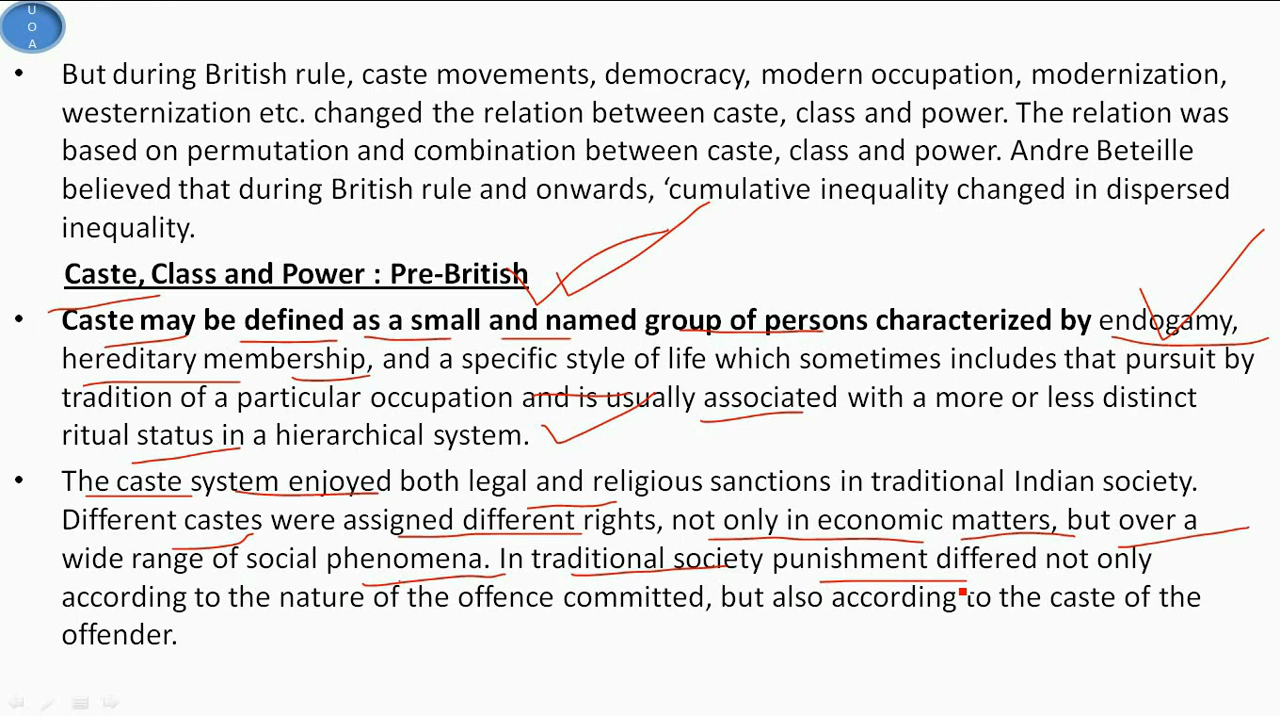 U
O
A
• But during British rule, caste movements, democracy, modern occupation, modernization,
westernization etc. changed the relation between caste, class and power. The relation was
based on permutation and combination between caste, class and power. Andre Beteille
believed that during British rule and onwards, ‘cumulative inequality changed in dispersed
inequality.
Caste, Class and Power : Pre-British
• Caste may be defined as a small and named group of persons characterized by endogamy,
hereditary membership, and a specific style of life which sometimes includes that pursuit by
tradition of a particular occupation and is usually associated with a more or less distinct
ritual status in a hierarchical system.
• The caste system enjoyed both legal and religious sanctions in traditional Indian society.
Different castes were assigned different rights, not only in economic matters, but over a
wide range of social phenomena. In traditional society punishment differed not only
according to the nature of the offence committed, but also according to the caste of the
offender.